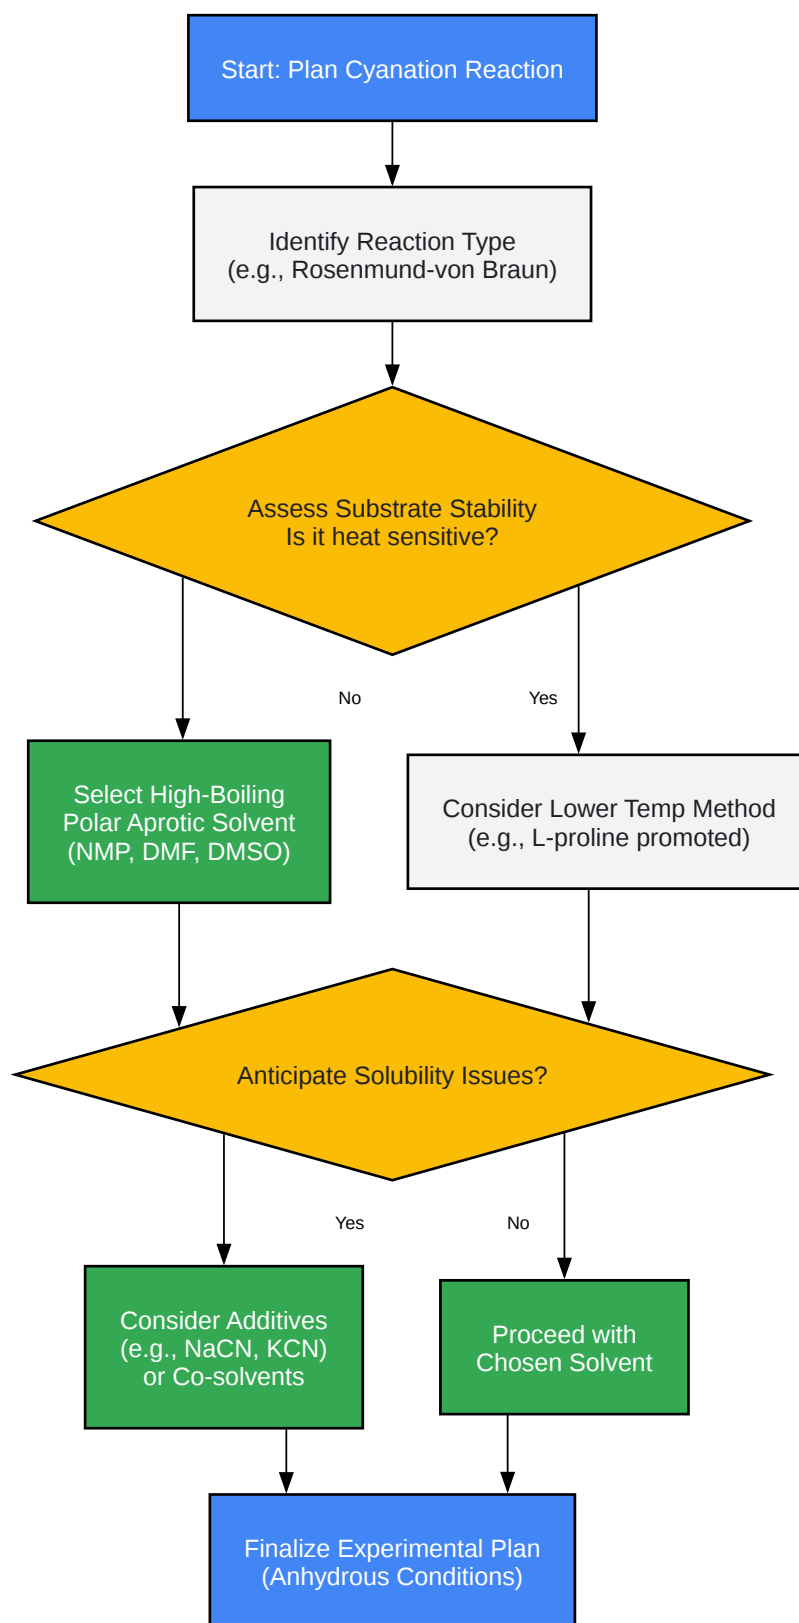 Start: Plan Cyanation Reaction
Identify Reaction Type
(e.g., Rosenmund-von Braun)
Assess Substrate Stability
Is it heat sensitive?
No
Yes
Select High-Boiling
Polar Aprotic Solvent
(NMP, DMF, DMSO)
Consider Lower Temp Method
(e.g., L-proline promoted)
Anticipate Solubility Issues?
Yes
No
Consider Additives
(e.g., NaCN, KCN)
or Co-solvents
Proceed with
Chosen Solvent
Finalize Experimental Plan
(Anhydrous Conditions)